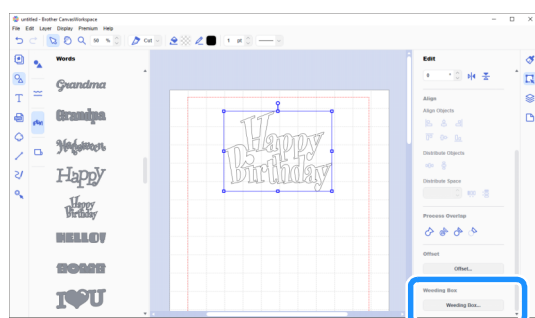 untitled - Brother CanvasWorkspace
File Edit Layer Display Premium Help
50 %
Cut
1 pt
Words
Grandma
Grandpa
Happy
Happy
Birthday
HELLO!
HOME
I U
Happy
Birthday
Edit
0 °
Align
Align Objects
Distribute Objects
Distribute Space
Process Overlap
Offset
Offset...
Weeding Box
Weeding Box...